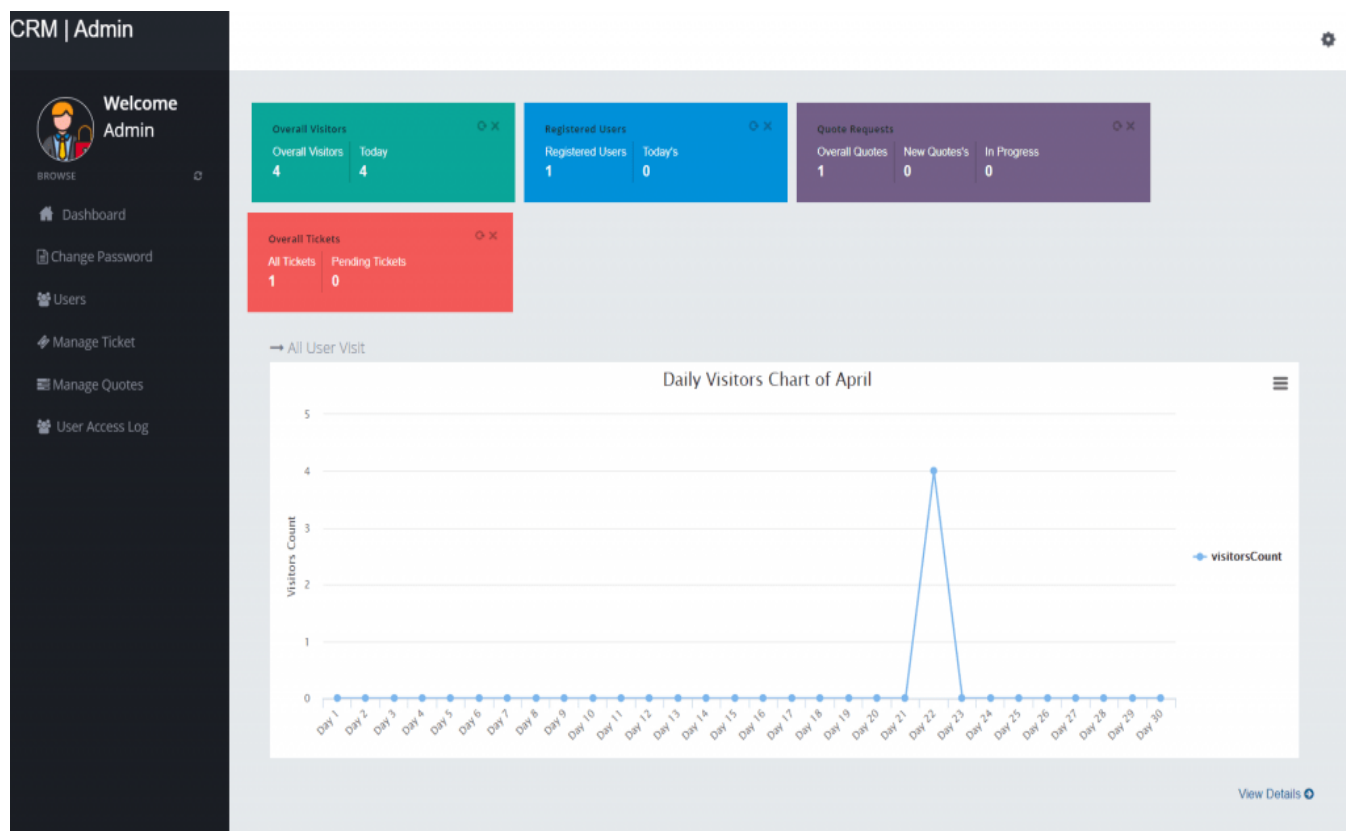 CRM | Admin
Welcome
Admin
BROWSE
Dashboard
Change Password
Users
Manage Ticket
Manage Quotes
User Access Log
Overall Visitors
Overall Visitors Today
4 4
Registered Users
Registered Users Today's
1 0
Quote Requests
Overall Quotes New Quotes's In Progress
1 0 0
Overall Tickets
All Tickets Pending Tickets
1 0
All User Visit
Daily Visitors Chart of April
Visitors Count
5
4
3
2
1
0
Day 1 Day 2 Day 3 Day 4 Day 5 Day 6 Day 7 Day 8 Day 9 Day 10 Day 11 Day 12 Day 13 Day 14 Day 15 Day 16 Day 17 Day 18 Day 19 Day 20 Day 21 Day 22 Day 23 Day 24 Day 25 Day 26 Day 27 Day 28 Day 29 Day 30
visitorsCount
View Details